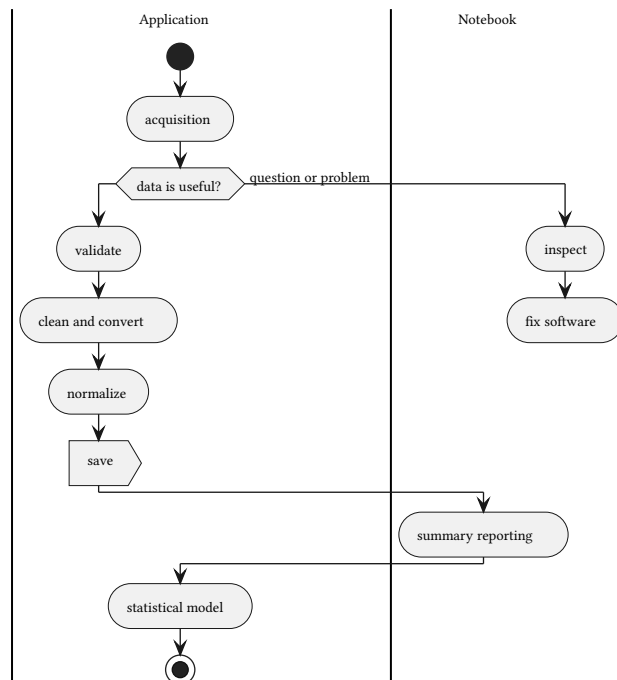 Application
Notebook
acquisition
data is useful?
question or problem
validate
inspect
clean and convert
fix software
normalize
save
summary reporting
statistical model